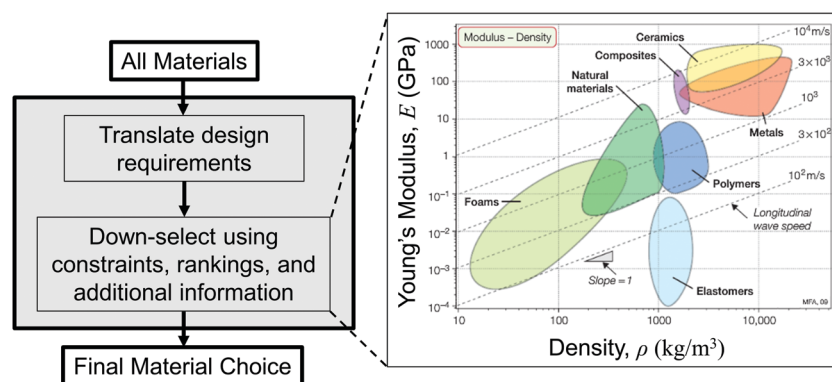 All Materials
Translate design
requirements
Down-select using
constraints, rankings, and
additional information
Final Material Choice
Young's Modulus, E (GPa)
1000
100
10
1
10⁻¹
10⁻²
10⁻³
10⁻⁴
Modulus – Density
Ceramics
Composites
Natural
materials
Metals
Polymers
Foams
Elastomers
10⁴m/s
3×10³
10³
3×10²
10²m/s
Longitudinal
wave speed
Slope = 1
MFA, 09
10
100
1000
10,000
Density, ρ (kg/m³)